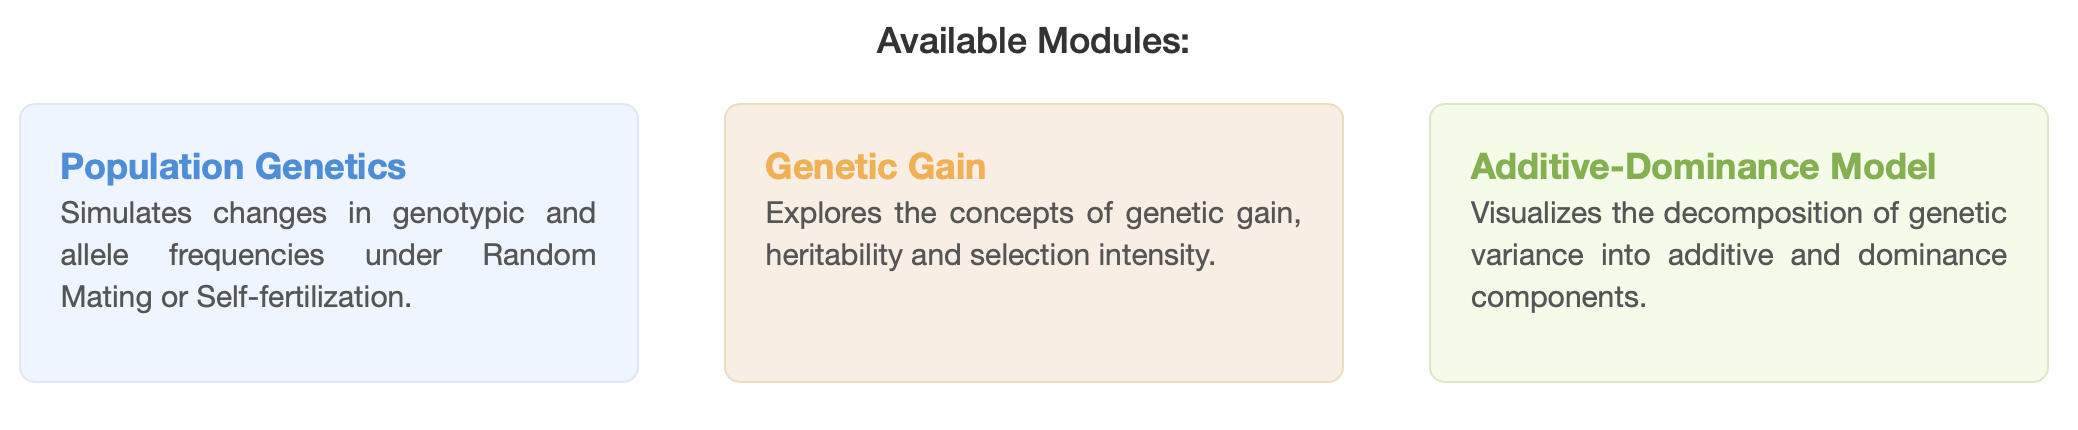 Available Modules:
Population Genetics
Simulates changes in genotypic and
allele frequencies under Random
Mating or Self-fertilization.
Genetic Gain
Explores the concepts of genetic gain,
heritability and selection intensity.
Additive-Dominance Model
Visualizes the decomposition of genetic
variance into additive and dominance
components.